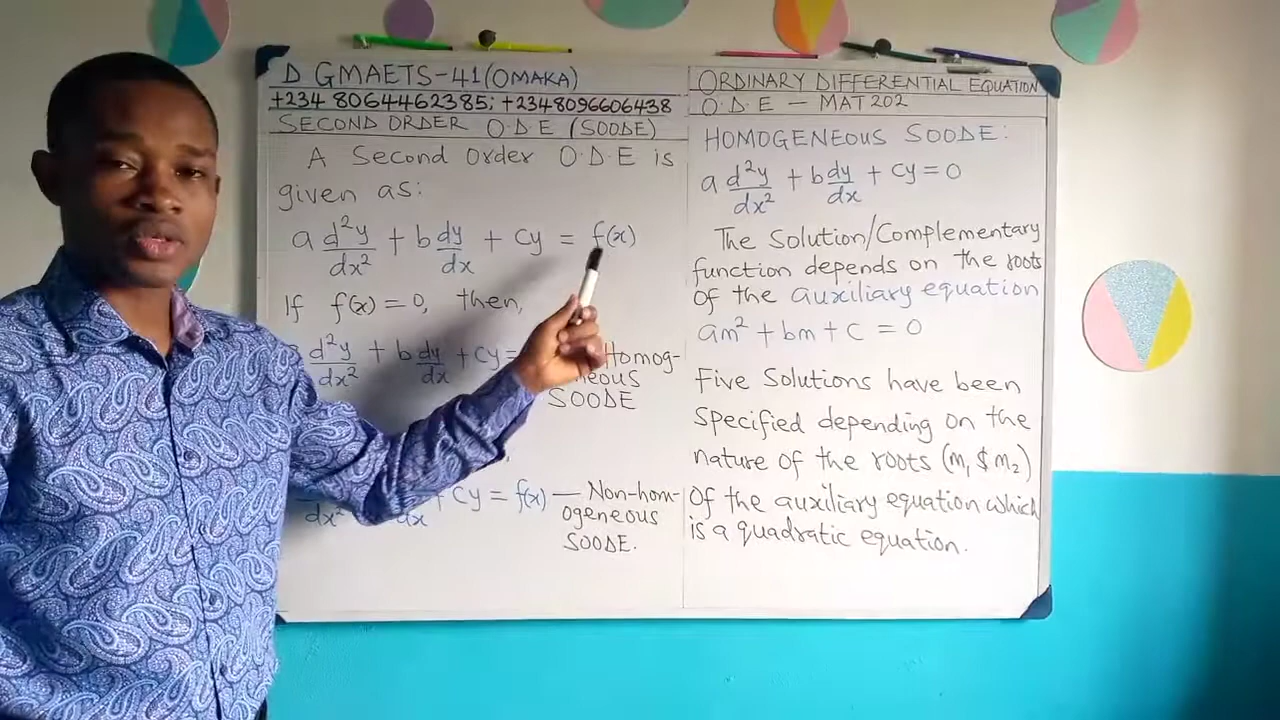 D GMAETS-41(OMAKA)
+234 8064462385; +2348096606438
SECOND ORDER O.D.E (SOODE)
A Second Order O.D.E is
given as:
a d²y/dx² + b dy/dx + cy = f(x)
If f(x) = 0, then,
d²y/dx² + b dy/dx + cy = Homog-
neous
SOODE
dx² dx + cy = f(x) — Non-hom-
ogeneous
SOODE.
ORDINARY DIFFERENTIAL EQUATION
O.D.E — MAT202
HOMOGENEOUS SOODE:
a d²y/dx² + b dy/dx + cy = 0
The Solution/Complementary
function depends on the roots
of the auxiliary equation
am² + bm + c = 0
Five Solutions have been
Specified depending on the
nature of the roots (m₁ & m₂)
Of the auxiliary equation which
is a quadratic equation.